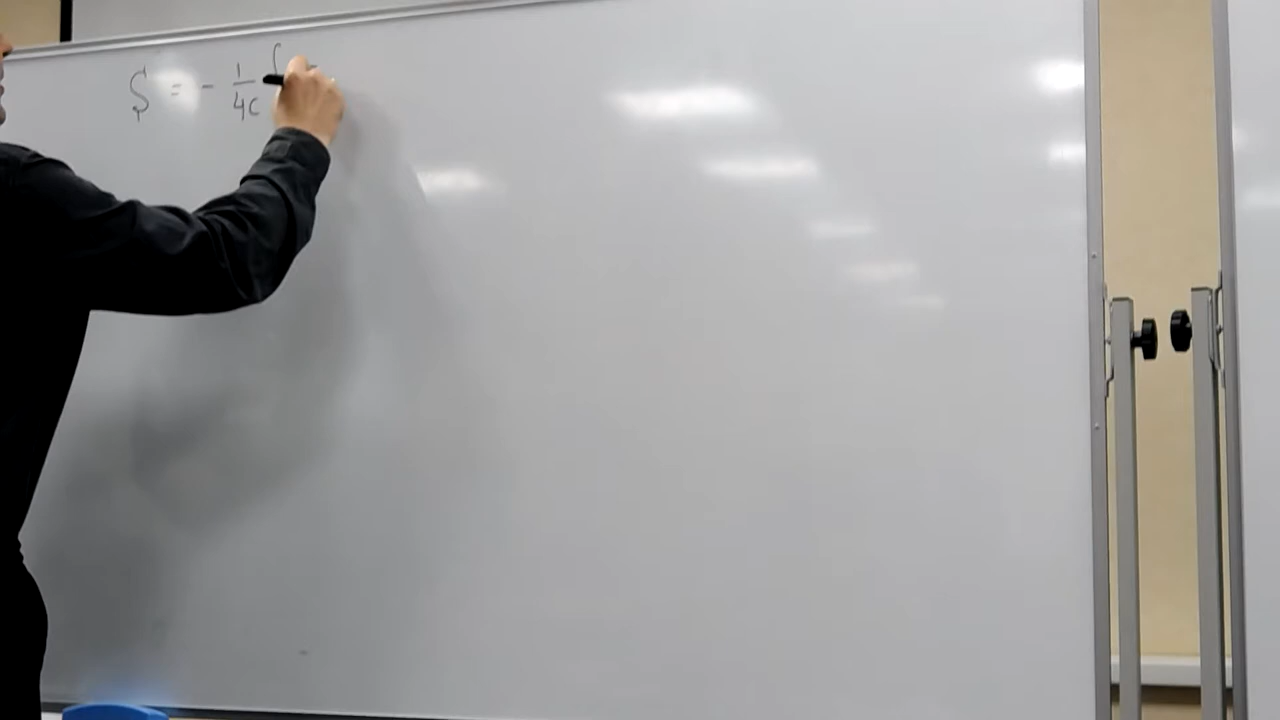 S = - 1/4c ∫